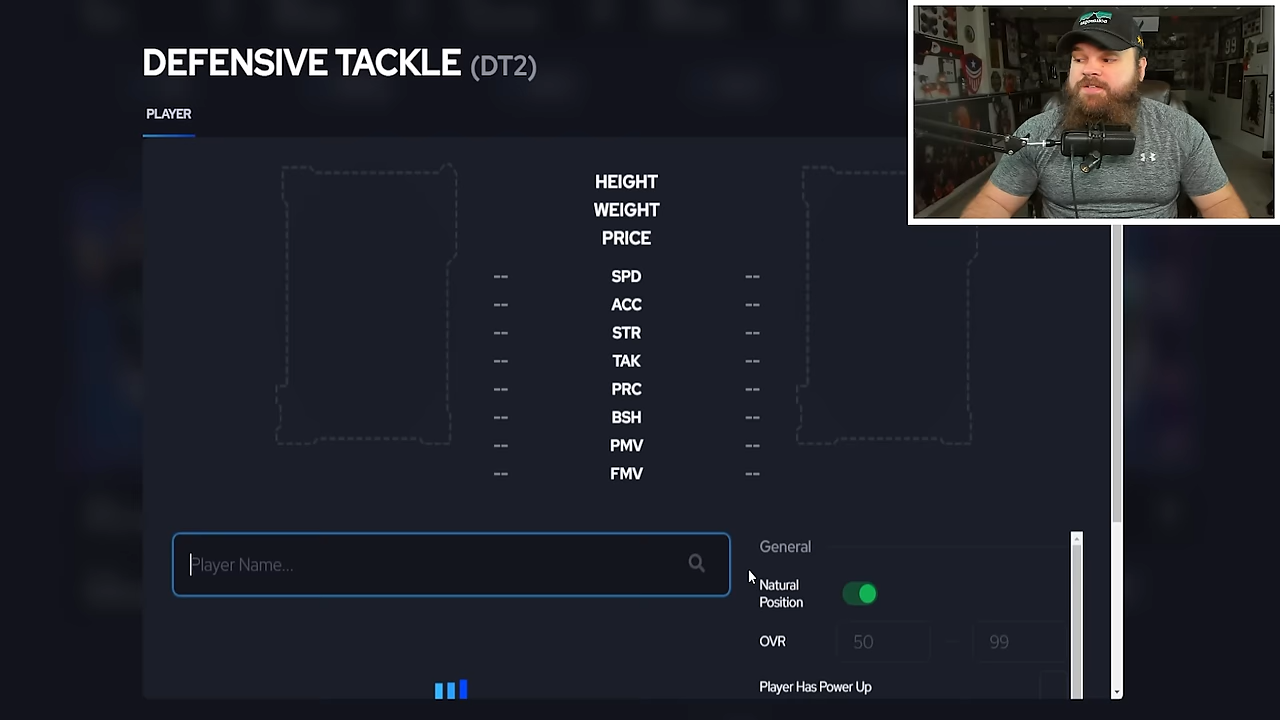 DEFENSIVE TACKLE (DT2)
PLAYER
HEIGHT
WEIGHT
PRICE
-- SPD --
-- ACC --
-- STR --
-- TAK --
-- PRC --
-- BSH --
-- PMV --
-- FMV --
Player Name...
General
Natural
Position
OVR 50 — 99
Player Has Power Up